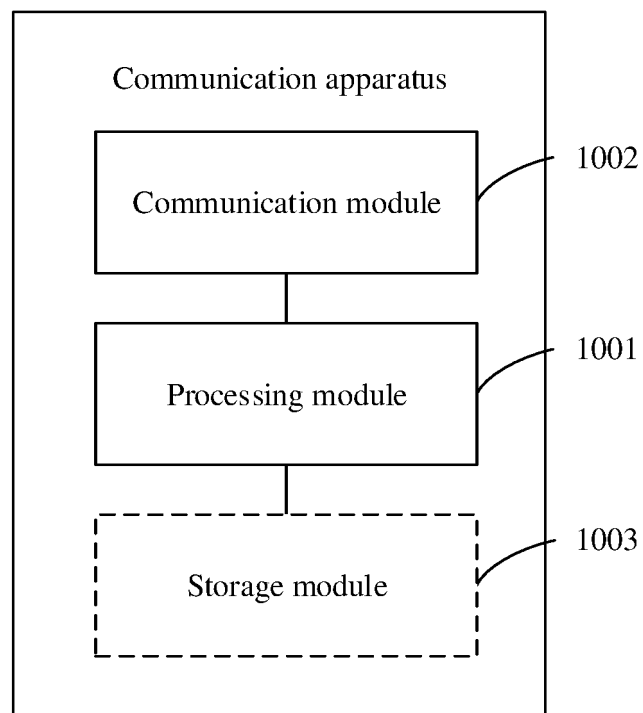 Communication apparatus
1002
Communication module
1001
Processing module
1003
Storage module